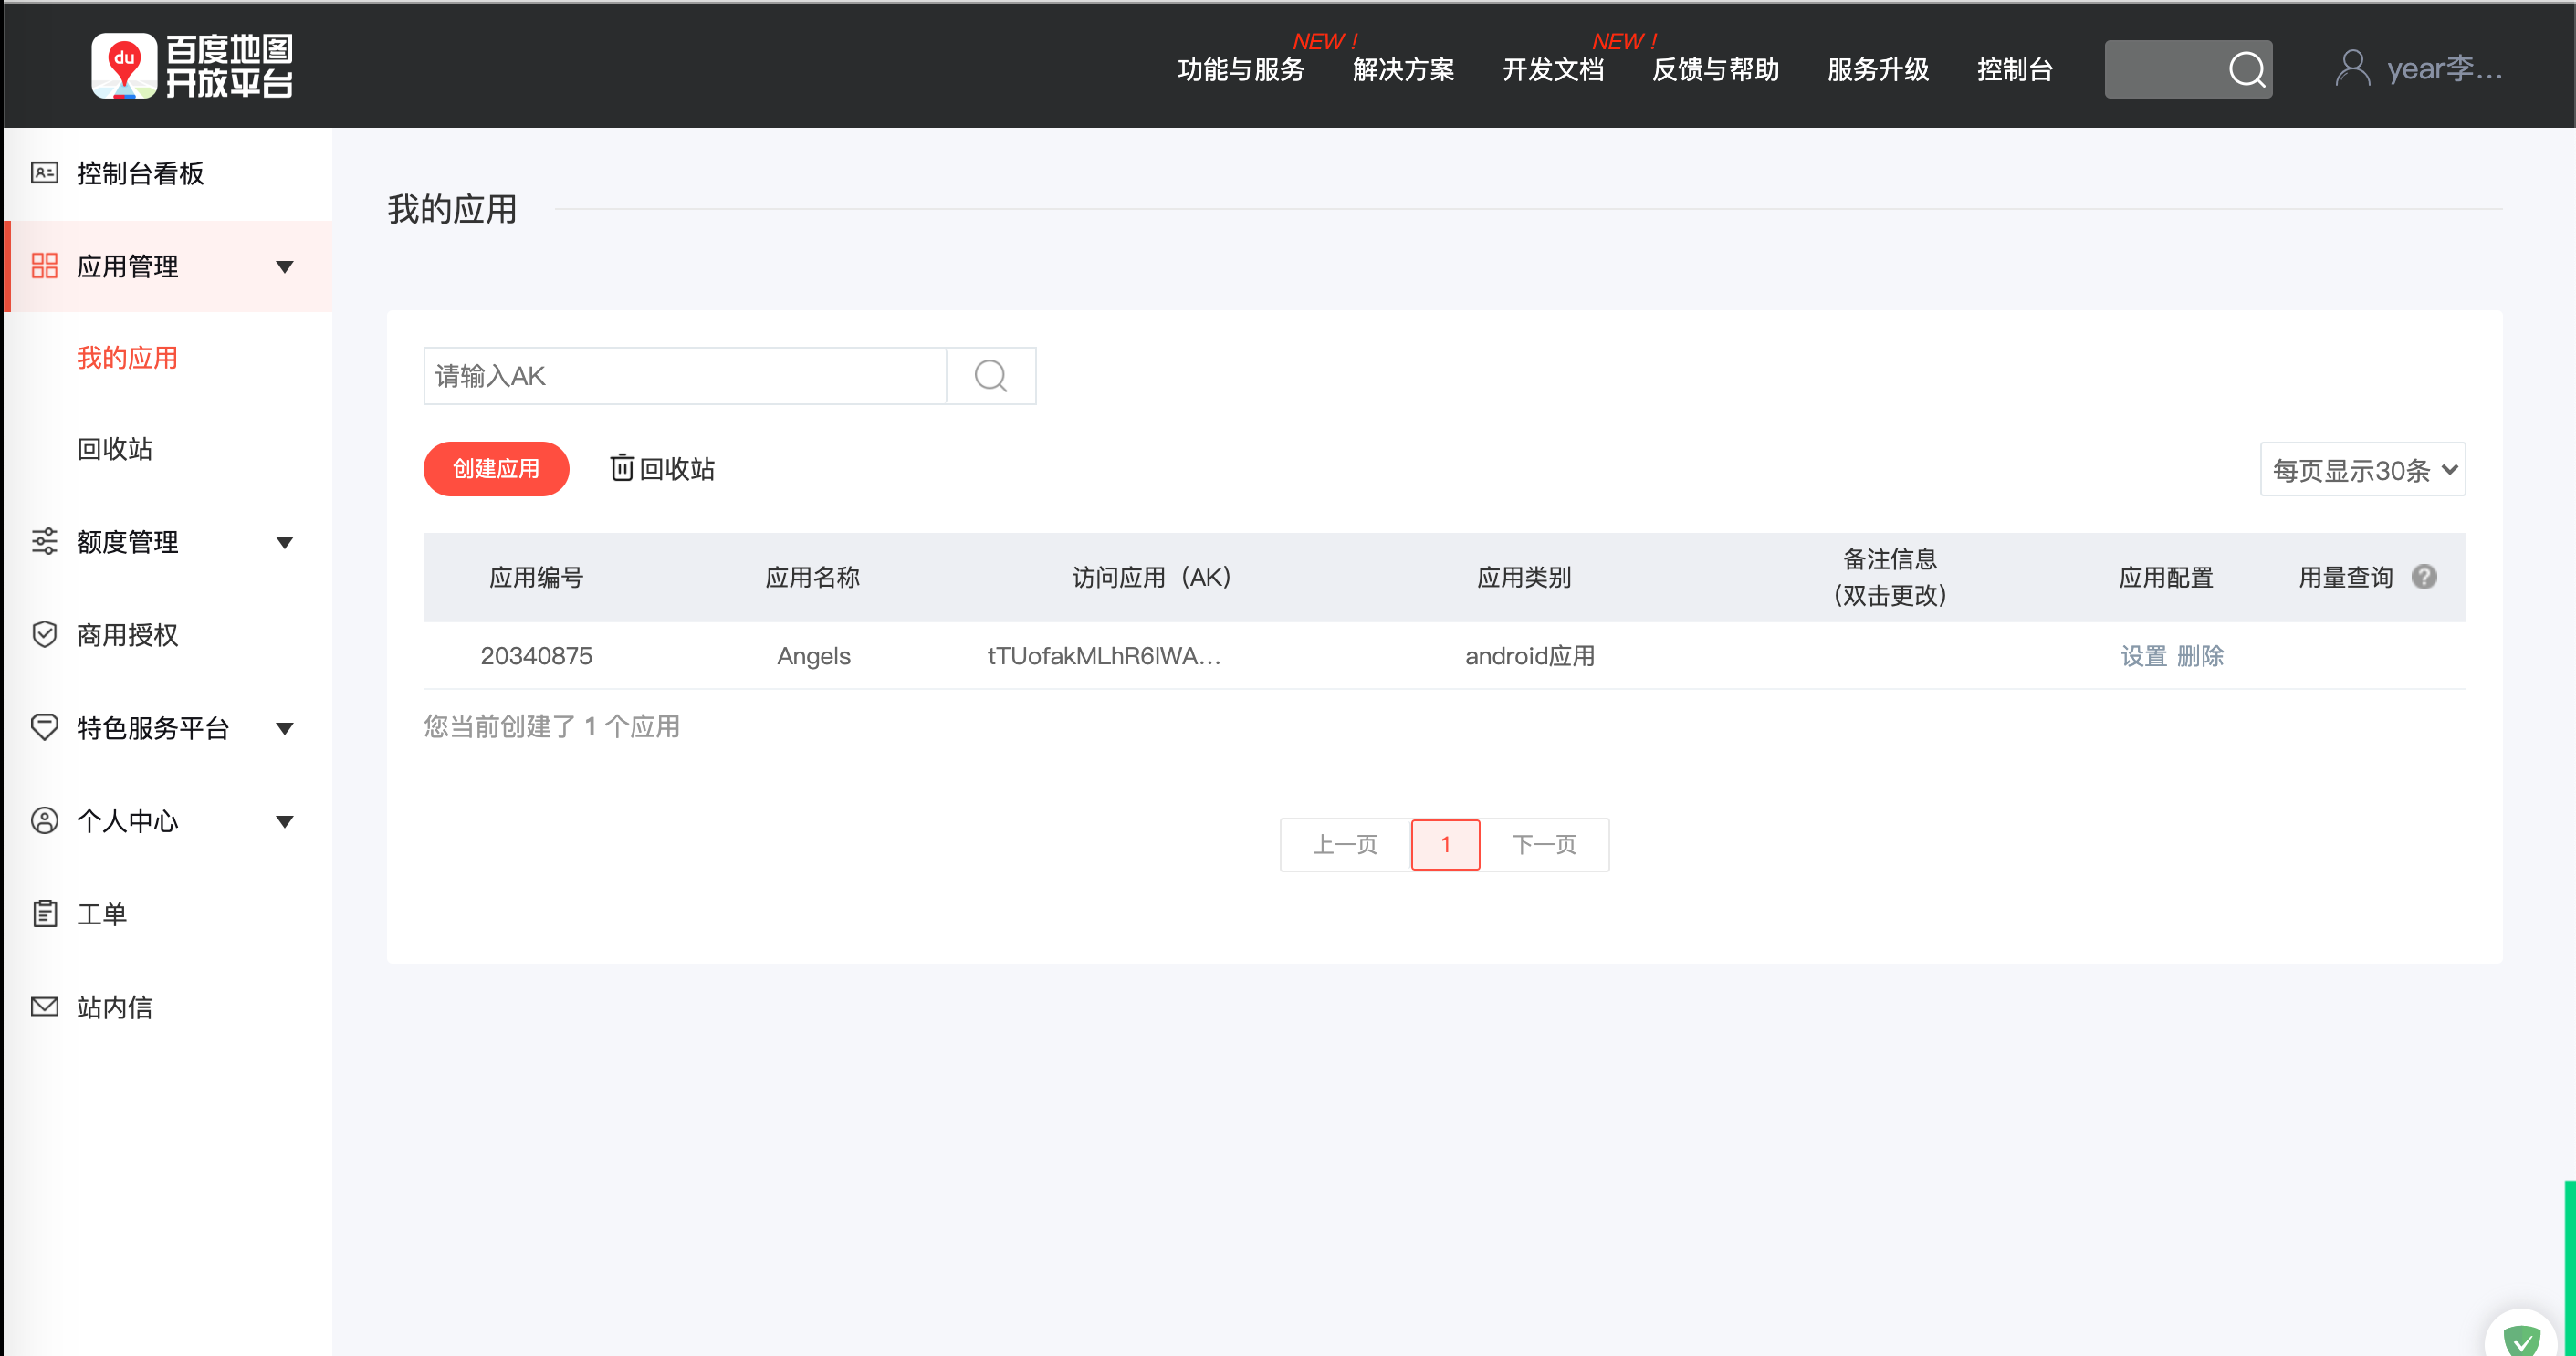 百度地图
开放平台
du
功能与服务
NEW !
解决方案
开发文档
NEW !
反馈与帮助
服务升级
控制台
year李...
控制台看板
应用管理
我的应用
回收站
额度管理
商用授权
特色服务平台
个人中心
工单
站内信
我的应用
请输入AK
创建应用
回收站
每页显示30条
应用编号
应用名称
访问应用（AK）
应用类别
备注信息
（双击更改）
应用配置
用量查询 ?
20340875
Angels
tTUofakMLhR6lWA...
android应用
设置 删除
您当前创建了 1 个应用
上一页
1
下一页